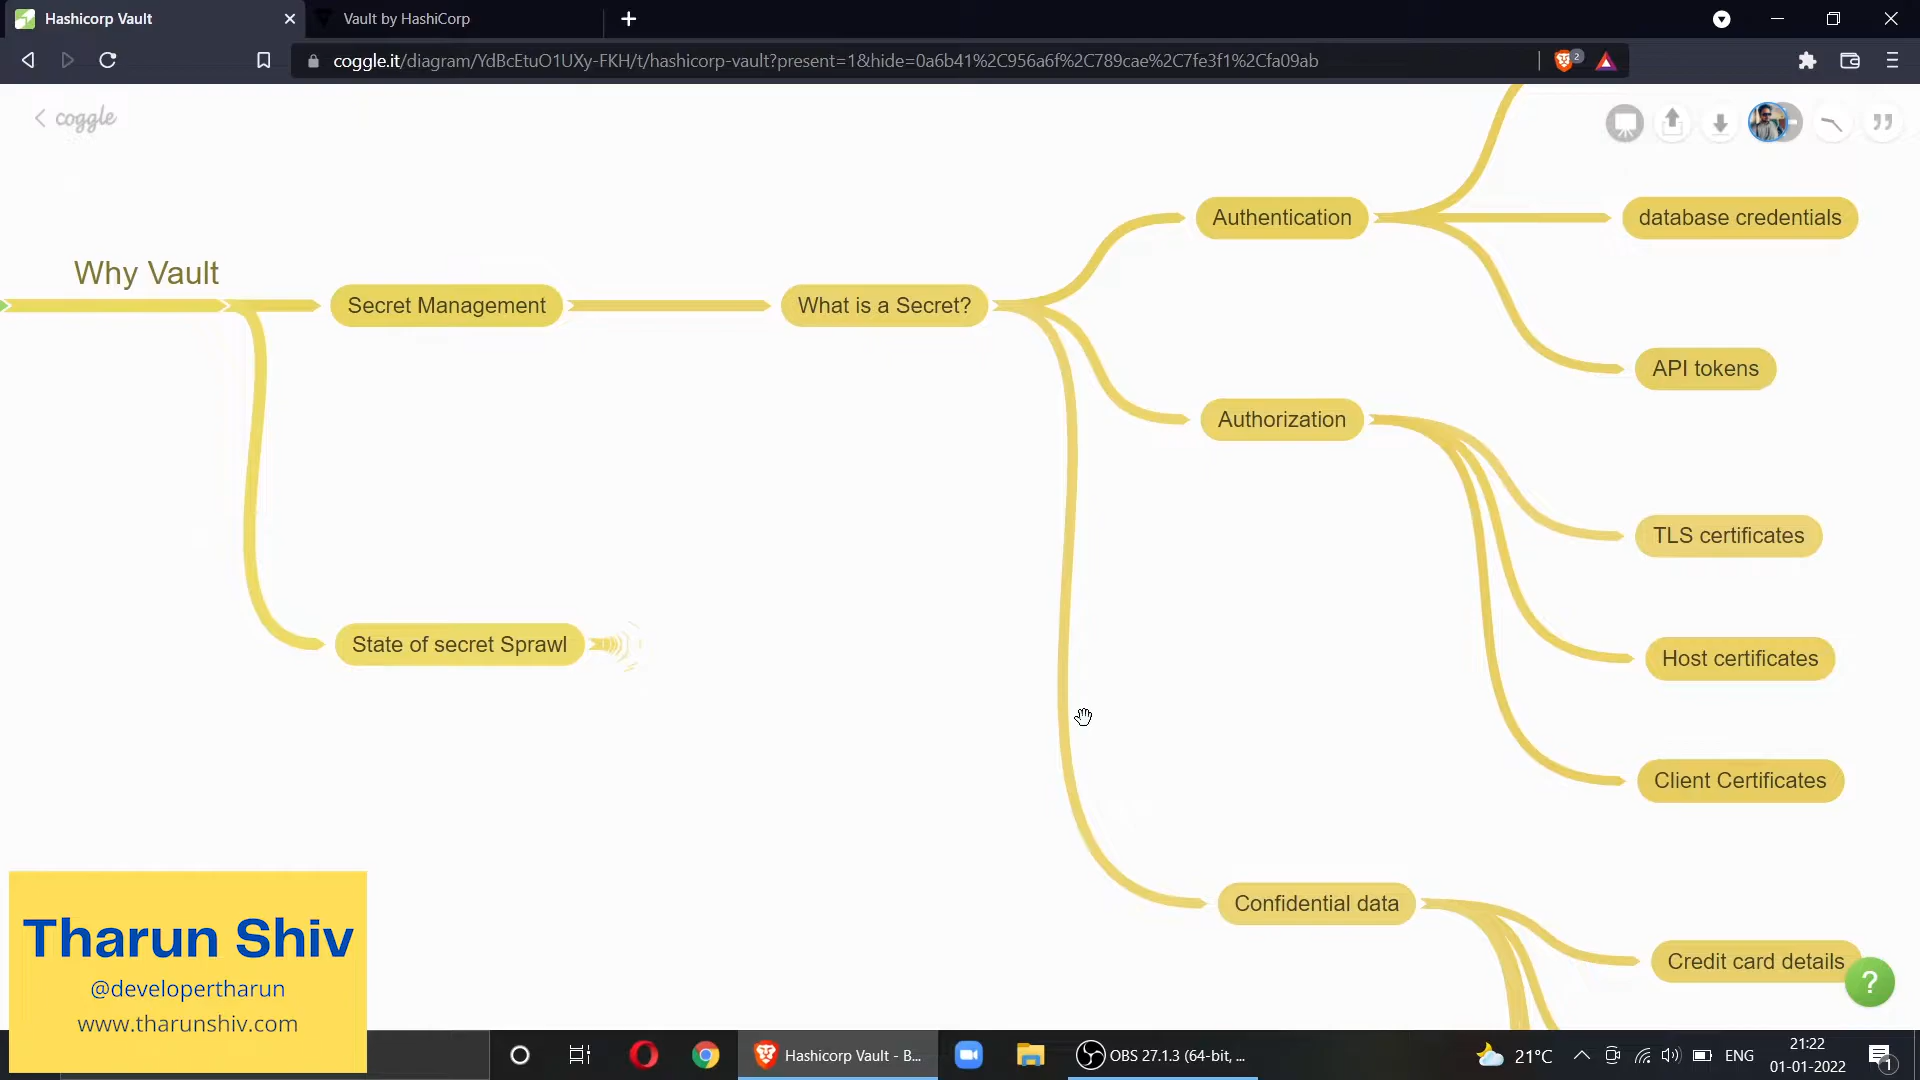 Hashicorp Vault
Vault by HashiCorp
coggle.it/diagram/YdBcEtuO1UXy-FKH/t/hashicorp-vault?present=1&hide=0a6b41%2C956a6f%2C789cae%2C7fe3f1%2Cfa09ab
2
coggle
Why Vault
Secret Management
What is a Secret?
Authentication
database credentials
API tokens
Authorization
TLS certificates
Host certificates
Client Certificates
State of secret Sprawl
Confidential data
Credit card details
?
Tharun Shiv
@developertharun
www.tharunshiv.com
Hashicorp Vault - B...
OBS 27.1.3 (64-bit, ...
21°C
ENG
21:22
01-01-2022
1